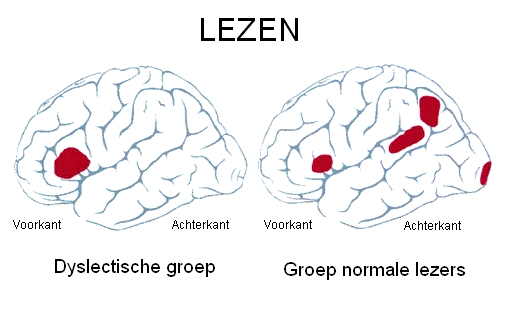 LEZEN
Voorkant
Achterkant
Voorkant
Achterkant
Dyslectische groep
Groep normale lezers